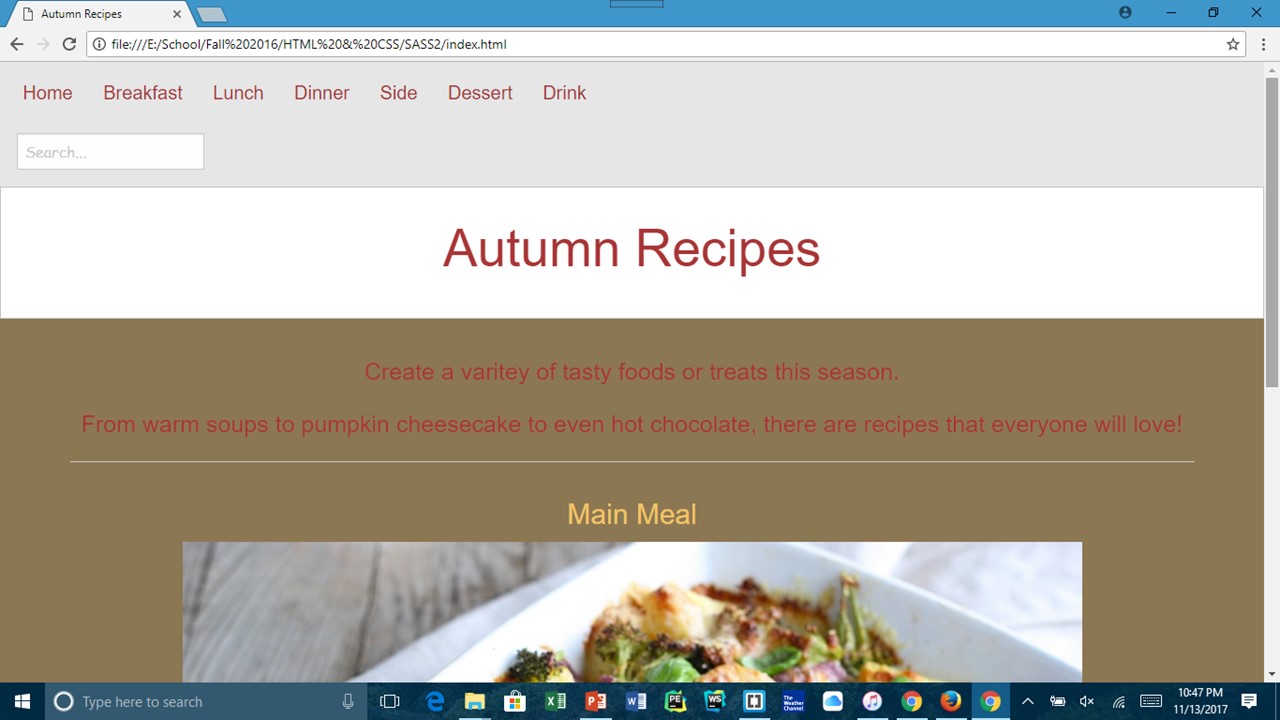 Autumn Recipes
file:///E:/School/Fall%202016/HTML%20&%20CSS/SASS2/index.html
Home Breakfast Lunch Dinner Side Dessert Drink
Search...
Autumn Recipes
Create a varitey of tasty foods or treats this season.
From warm soups to pumpkin cheesecake to even hot chocolate, there are recipes that everyone will love!
Main Meal
Type here to search
PE
WS
The Weather Channel
10:47 PM
11/13/2017